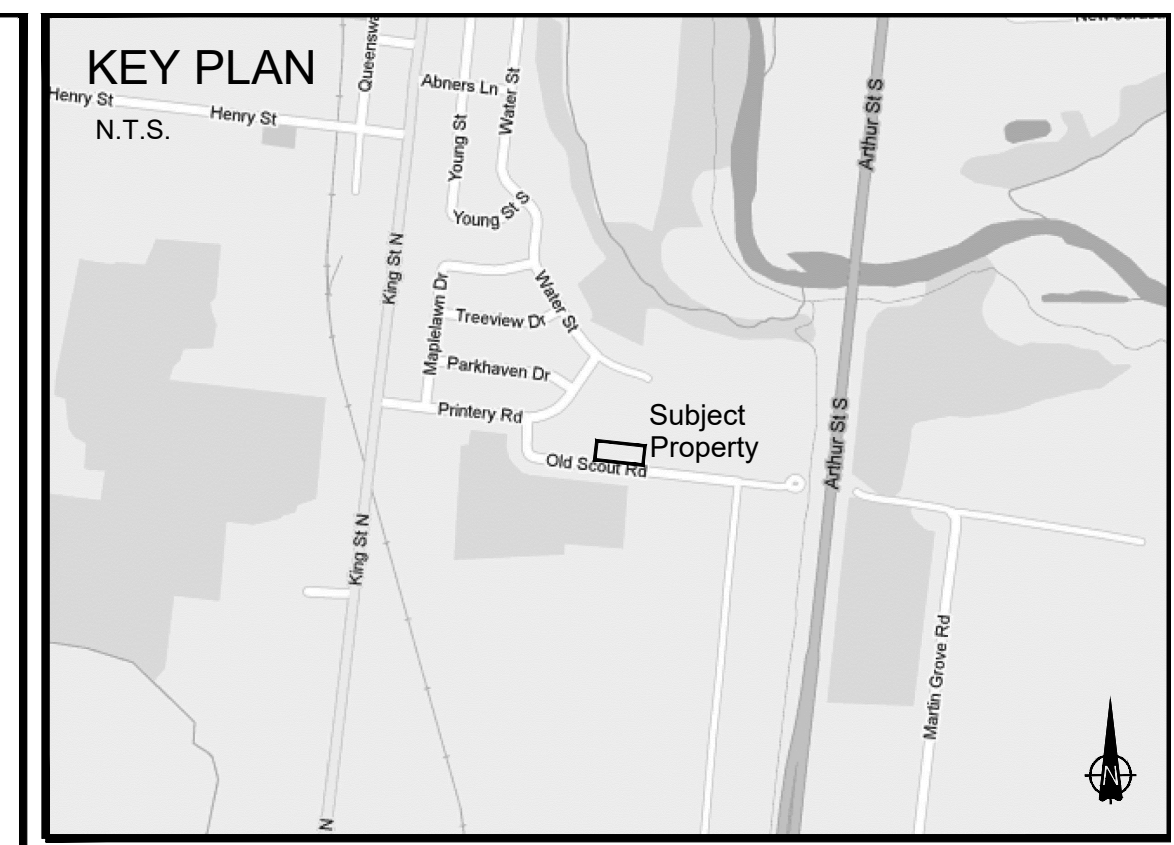 KEY PLAN
N.T.S.
Henry St
Henry St
Queensw
Abners Ln
Water St
Young St
Young St S
King St N
Arthur St S
Maplelawn Dr
Water St
Treeview Dr
Parkhaven Dr
Printery Rd
Subject
Property
Old Scout Rd
Arthur St S
King St N
Martin Grove Rd
N
N